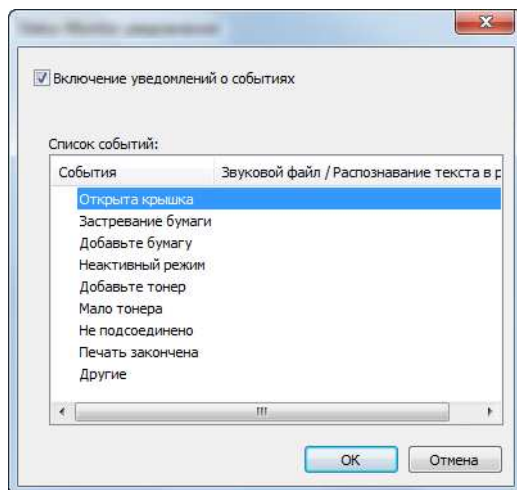 Включение уведомлений о событиях
Список событий:
События Звуковой файл / Распознавание текста в р
Открыта крышка
Застревание бумаги
Добавьте бумагу
Неактивный режим
Добавьте тонер
Мало тонера
Не подсоединено
Печать закончена
Другие
OK Отмена